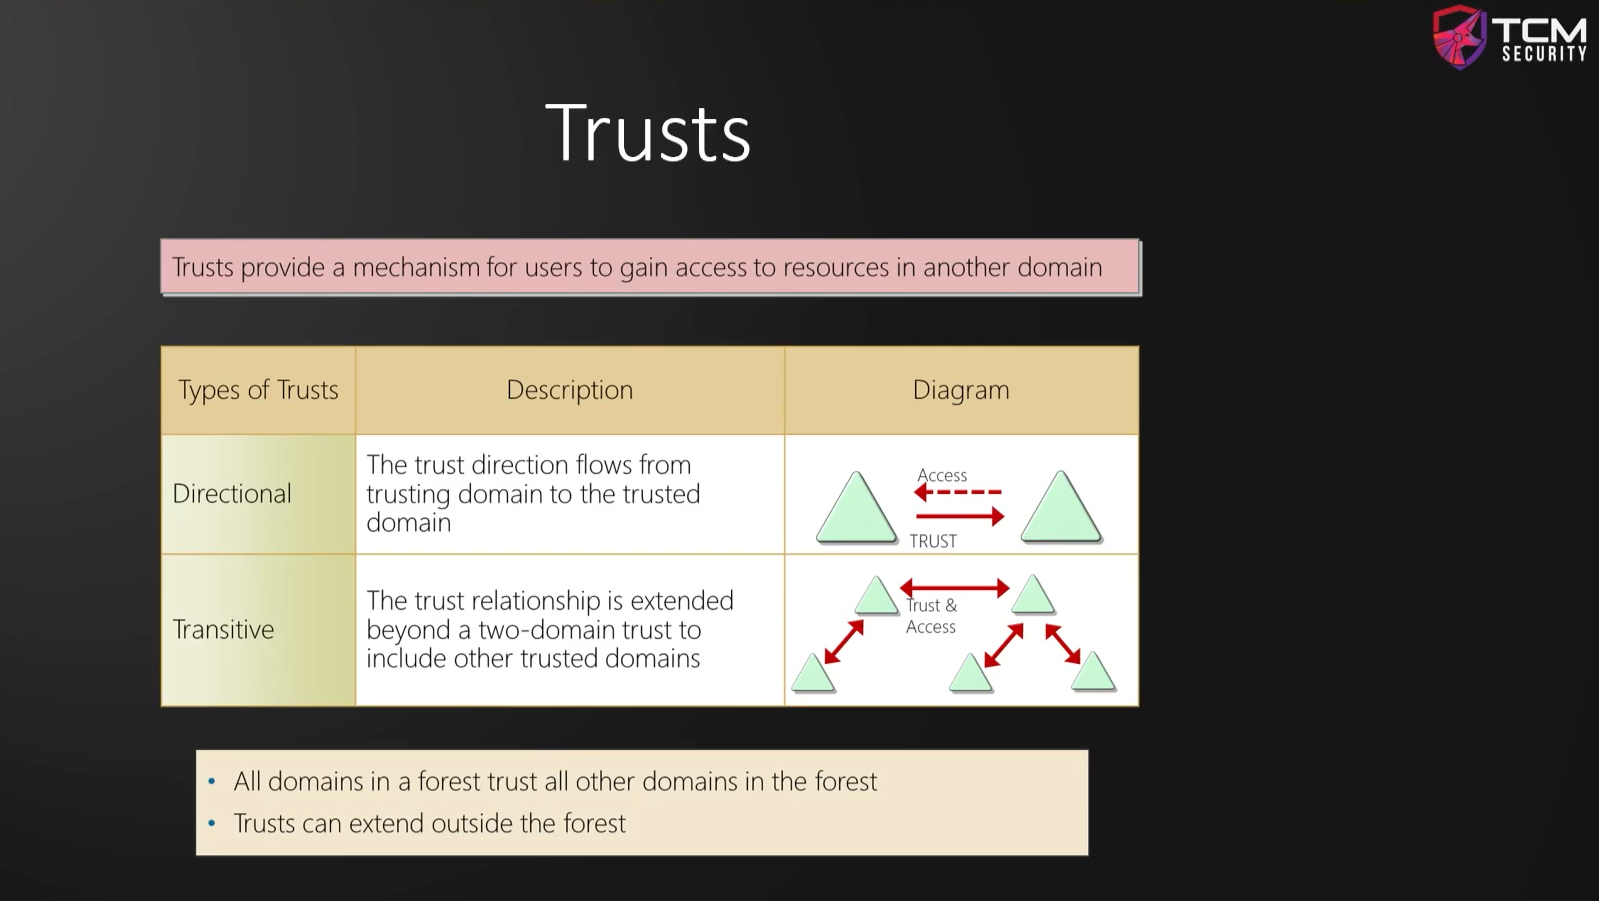 TCM
SECURITY
Trusts
Trusts provide a mechanism for users to gain access to resources in another domain
Types of Trusts
Description
Diagram
Directional
The trust direction flows from
trusting domain to the trusted
domain
Access
TRUST
Transitive
The trust relationship is extended
beyond a two-domain trust to
include other trusted domains
Trust &
Access
• All domains in a forest trust all other domains in the forest
• Trusts can extend outside the forest